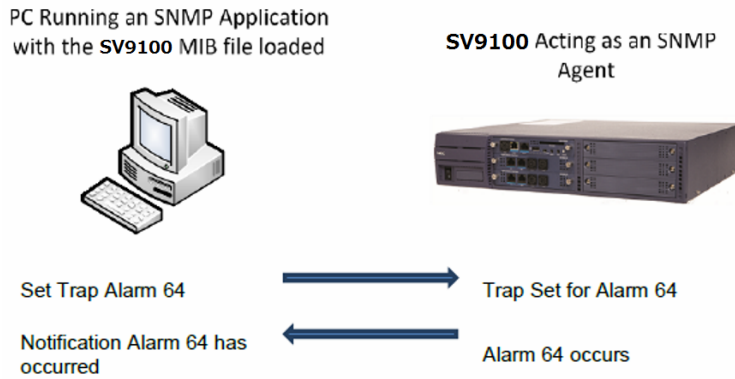 PC Running an SNMP Application
with the SV9100 MIB file loaded
SV9100 Acting as an SNMP
Agent
Set Trap Alarm 64
Trap Set for Alarm 64
Notification Alarm 64 has
occurred
Alarm 64 occurs